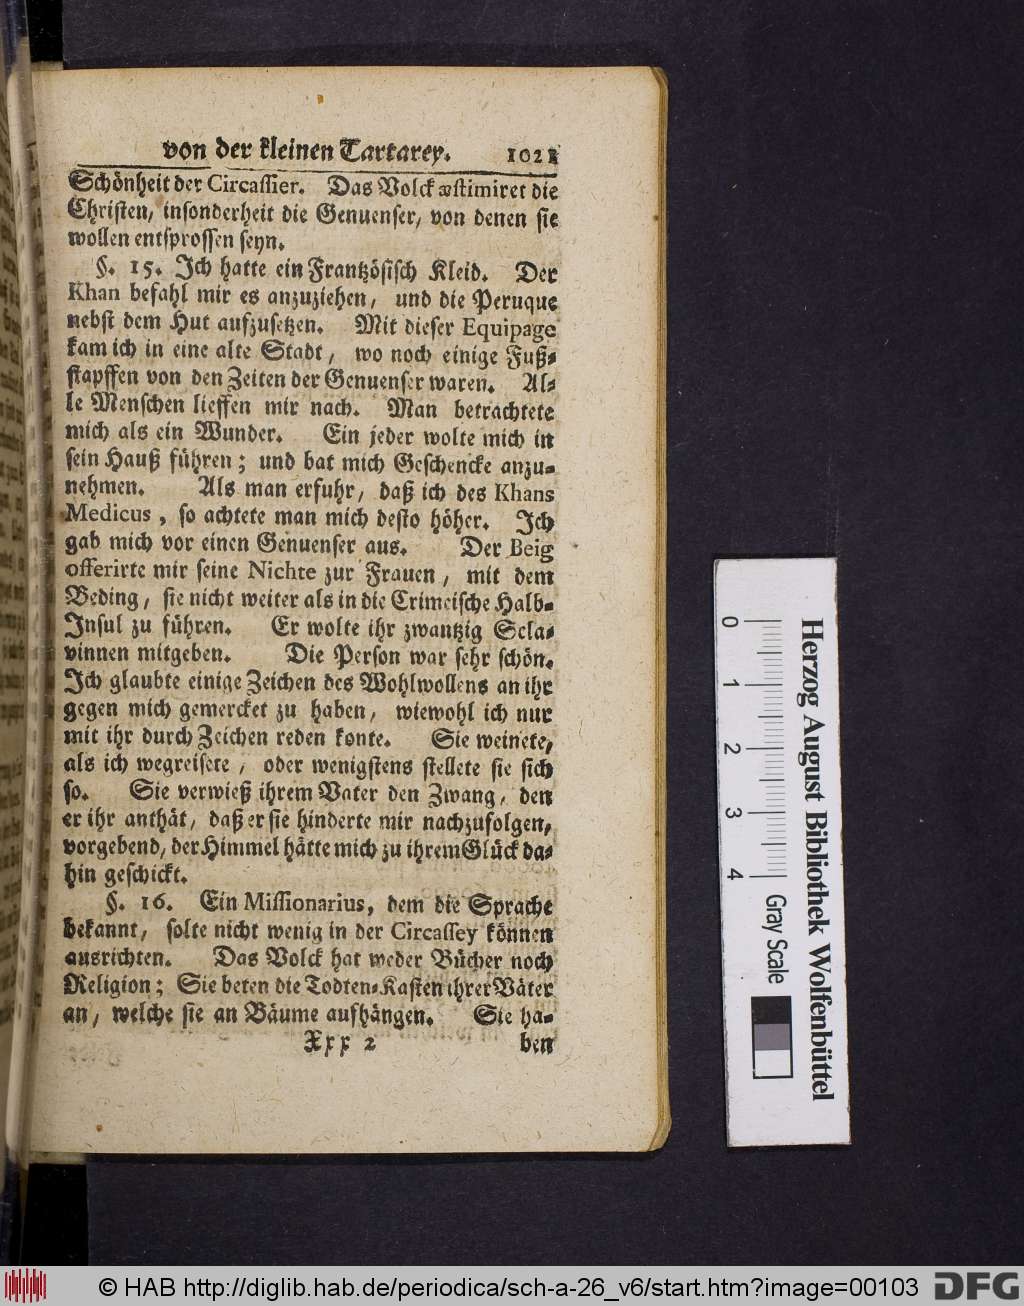 von der kleinen Tartarey. 1021
Schönheit der Circassier. Das Volck æstimiret die
Christen, insonderheit die Genuenser, von denen sie
wollen entsprossen seyn.
§. 15. Ich hatte ein Frantzösisch Kleid. Der
Khan befahl mir es anzuziehen, und die Peruque
nebst dem Hut aufzusetzen. Mit dieser Equipage
kam ich in eine alte Stadt, wo noch einige Fuß-
stapffen von den Zeiten der Genuenser waren. Al-
le Menschen lieffen mir nach. Man betrachtete
mich als ein Wunder. Ein jeder wolte mich in
sein Hauß führen; und bat mich Geschencke anzu-
nehmen. Als man erfuhr, daß ich des Khans
Medicus, so achtete man mich desto höher. Ich
gab mich vor einen Genuenser aus. Der Beig
offerirte mir seine Nichte zur Frauen, mit dem
Beding, sie nicht weiter als in die Crimeische Halb-
Insul zu führen. Er wolte ihr zwantzig Scla-
vinnen mitgeben. Die Person war sehr schön.
Ich glaubte einige Zeichen des Wohlwollens an ihr
gegen mich gemercket zu haben, wiewohl ich nur
mit ihr durch Zeichen reden konte. Sie weinete,
als ich wegreisete, oder wenigstens stellete sie sich
so. Sie verwieß ihrem Vater den Zwang, den
er ihr anthät, daß er sie hinderte mir nachzufolgen,
vorgebend, der Himmel hätte mich zu ihrem Glück da-
hin geschickt.
§. 16. Ein Missionarius, dem die Sprache
bekannt, solte nicht wenig in der Circassey können
ausrichten. Das Volck hat weder Bücher noch
Religion; Sie beten die Todten-Kasten ihrer Väter
an, welche sie an Bäume aufhängen. Sie ha-
Xxx 2 ben
0 1 2 3 4 Gray Scale
Herzog August Bibliothek Wolfenbüttel
© HAB http://diglib.hab.de/periodica/sch-a-26_v6/start.htm?image=00103
DFG